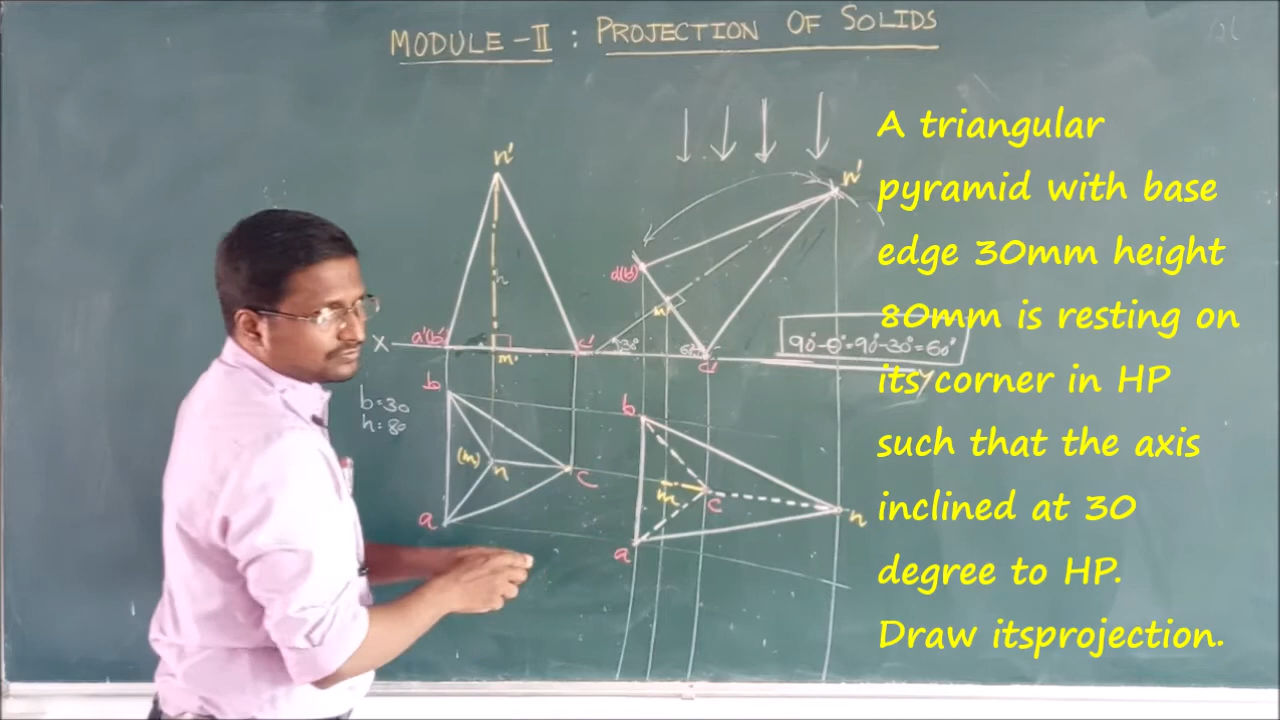 MODULE-II : PROJECTION OF SOLIDS
A triangular
pyramid with base
edge 30mm height
80mm is resting on
its corner in HP
such that the axis
inclined at 30
degree to HP.
Draw itsprojection.
n'
n'
h
a'(b')
m'
c'
X
a'(b')
m'
30°
60°
c'
90°-θ°=90°-30°=60°
Y
b=30
h=80
b
(m)
n
c
a
b
m
c
n
a